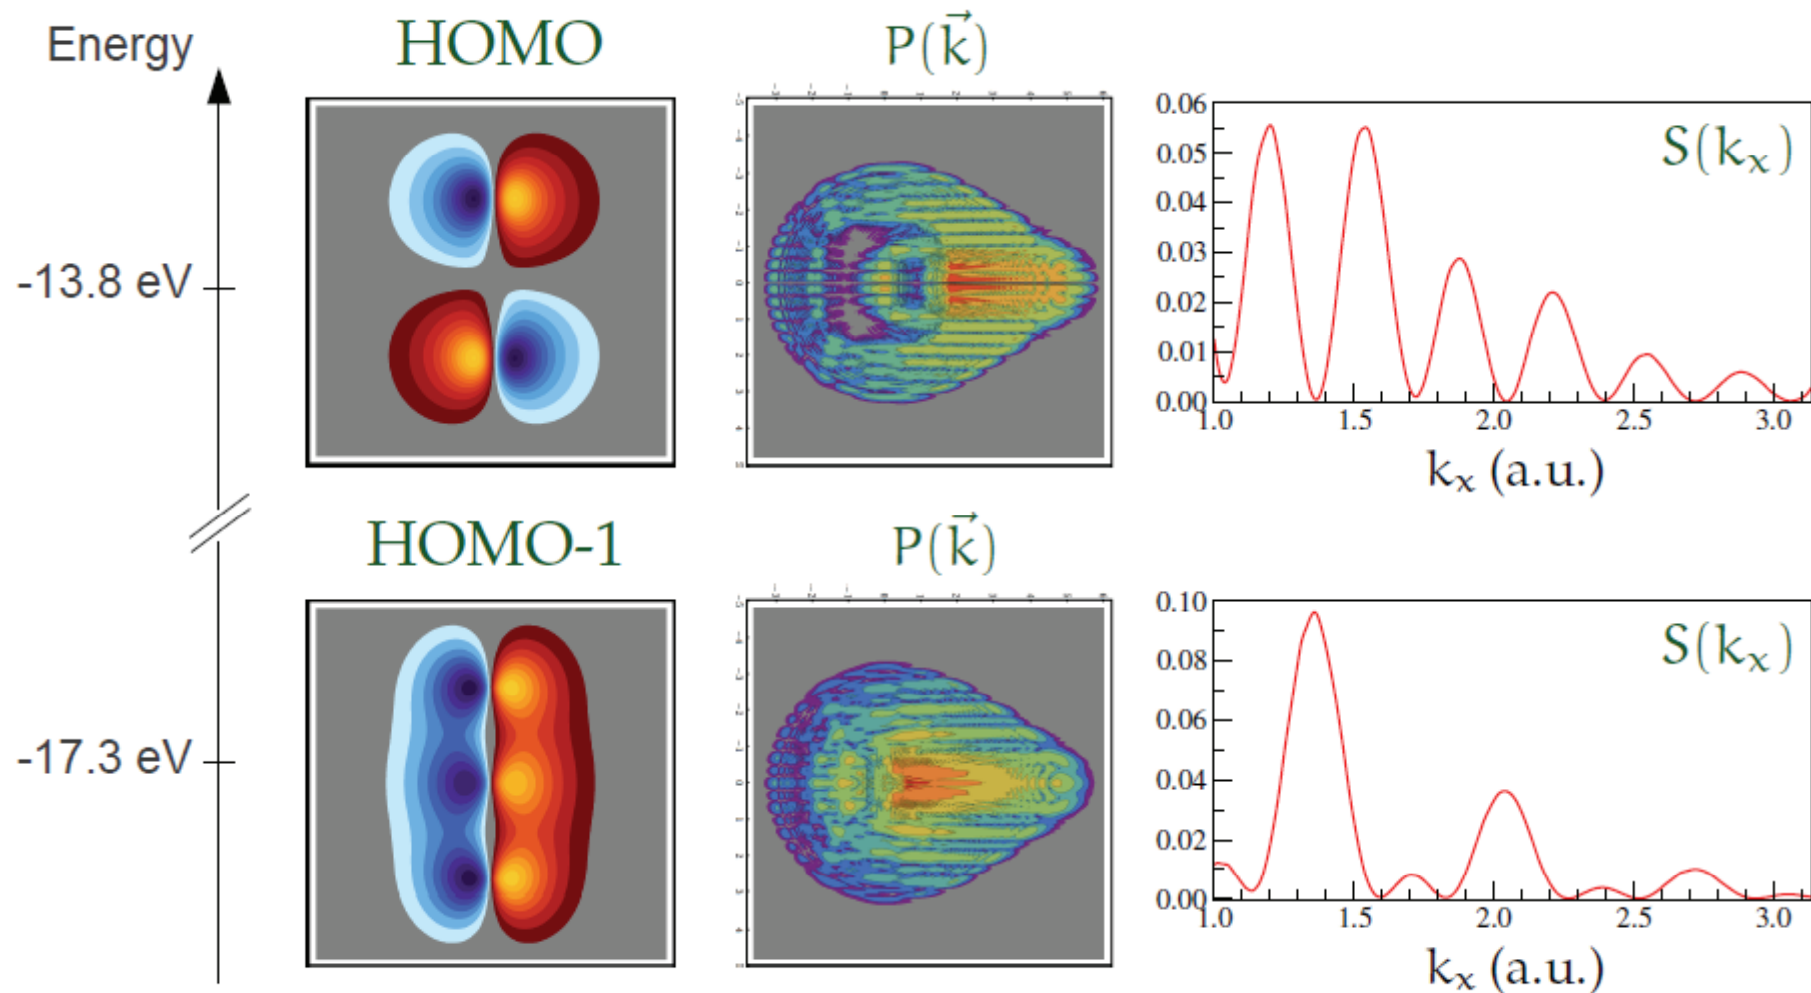 Energy
HOMO
P(k⃗)
S(kₓ)
0.06
0.05
0.04
0.03
0.02
0.01
0.00
1.0 1.5 2.0 2.5 3.0
kₓ (a.u.)
-13.8 eV
HOMO-1
P(k⃗)
S(kₓ)
0.10
0.08
0.06
0.04
0.02
0.00
1.0 1.5 2.0 2.5 3.0
kₓ (a.u.)
-17.3 eV